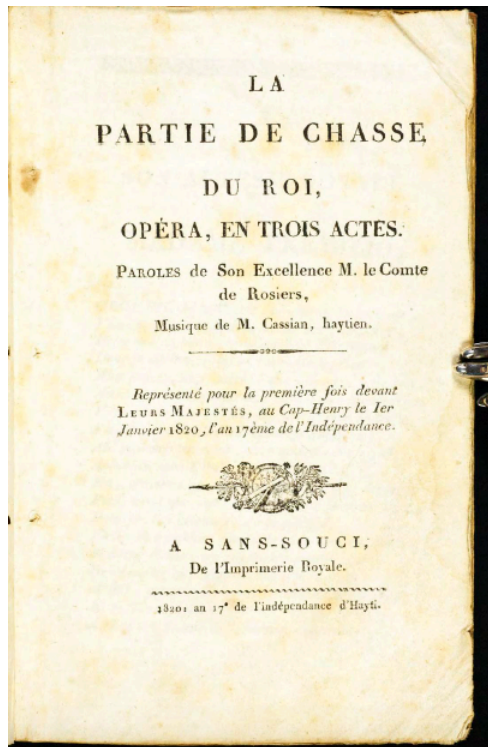 LA
PARTIE DE CHASSE
DU ROI,
OPÉRA, EN TROIS ACTES.
PAROLES de Son Excellence M. le Comte
de Rosiers,
Musique de M. Cassian, haytien.
Représenté pour la première fois devant
LEURS MAJESTÉS, au Cap-Henry le Ier
Janvier 1820, l'an 17ème de l'Indépendance.
A SANS-SOUCI,
De l'Imprimerie Royale.
1820, an 17e de l'indépendance d'Hayti.